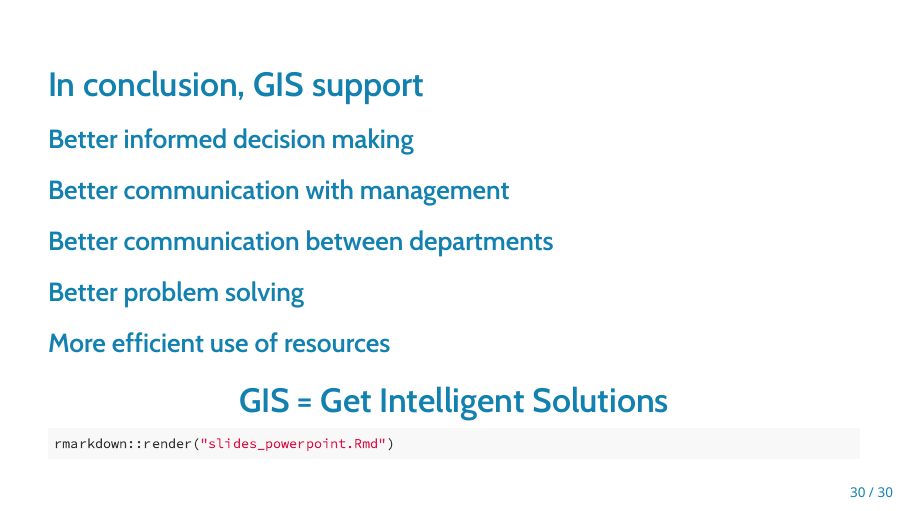 In conclusion, GIS support
Better informed decision making
Better communication with management
Better communication between departments
Better problem solving
More efficient use of resources
GIS = Get Intelligent Solutions
rmarkdown::render("slides_powerpoint.Rmd")
30 / 30